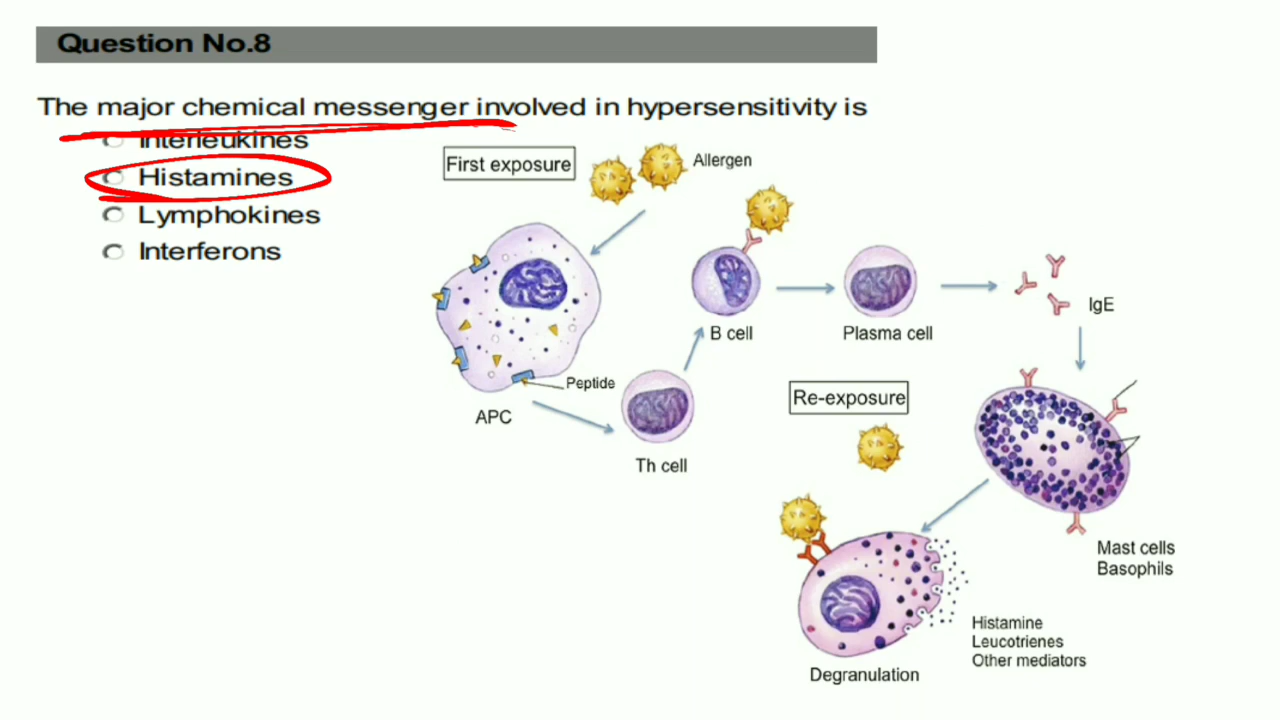 Question No.8
The major chemical messenger involved in hypersensitivity is
Interleukines
Histamines
Lymphokines
Interferons
First exposure
Allergen
B cell
Plasma cell
IgE
Peptide
APC
Th cell
Re-exposure
Mast cells
Basophils
Histamine
Leucotrienes
Other mediators
Degranulation